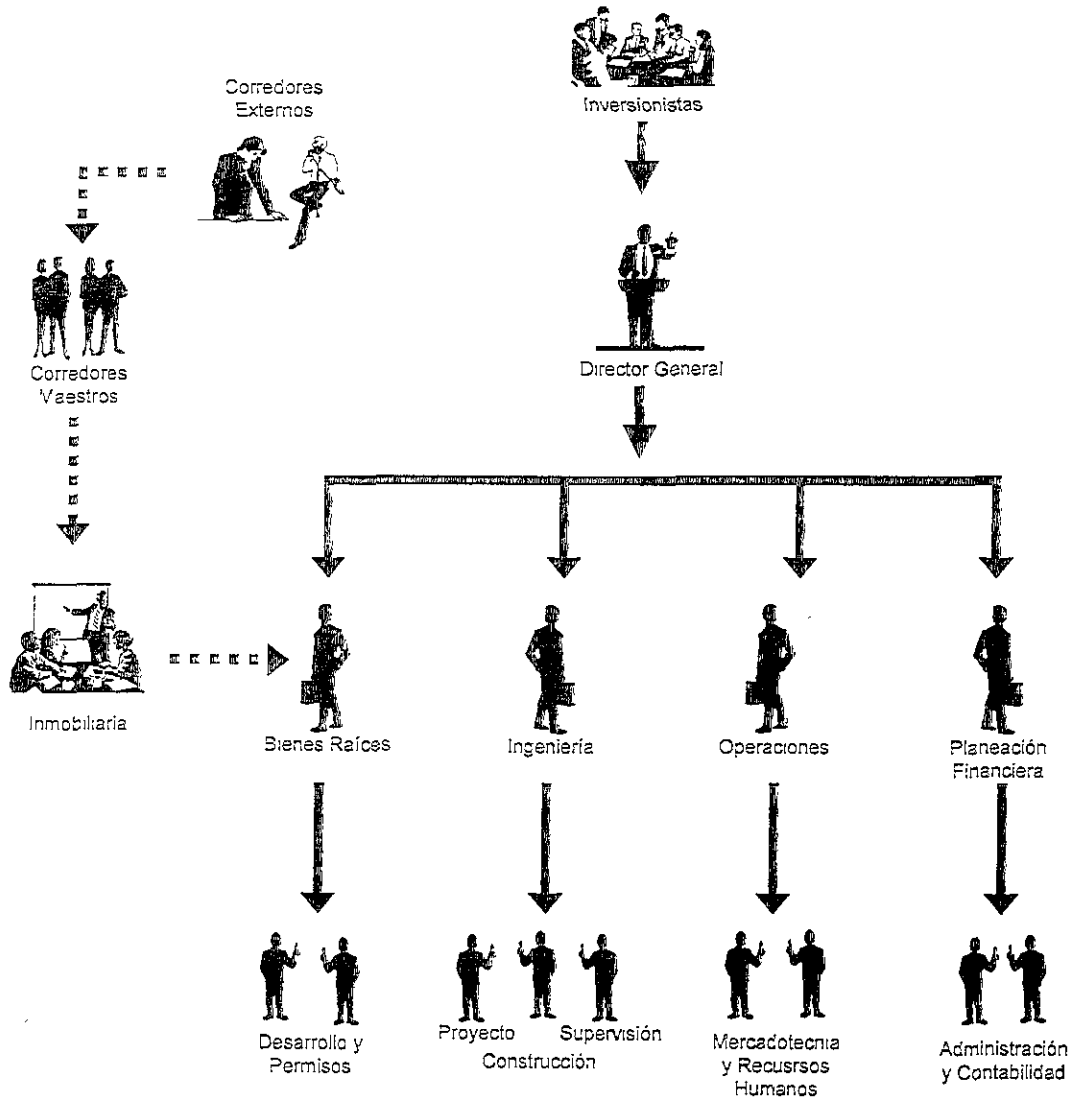 Corredores
Externos
Inversionistas
Corredores
Maestros
Director General
Inmobiliaria
Bienes Raíces
Ingeniería
Operaciones
Planeación
Financiera
Desarrollo y
Permisos
Proyecto
Supervisión
Construcción
Mercadotecnia
y Recusrsos
Humanos
Administración
y Contabilidad